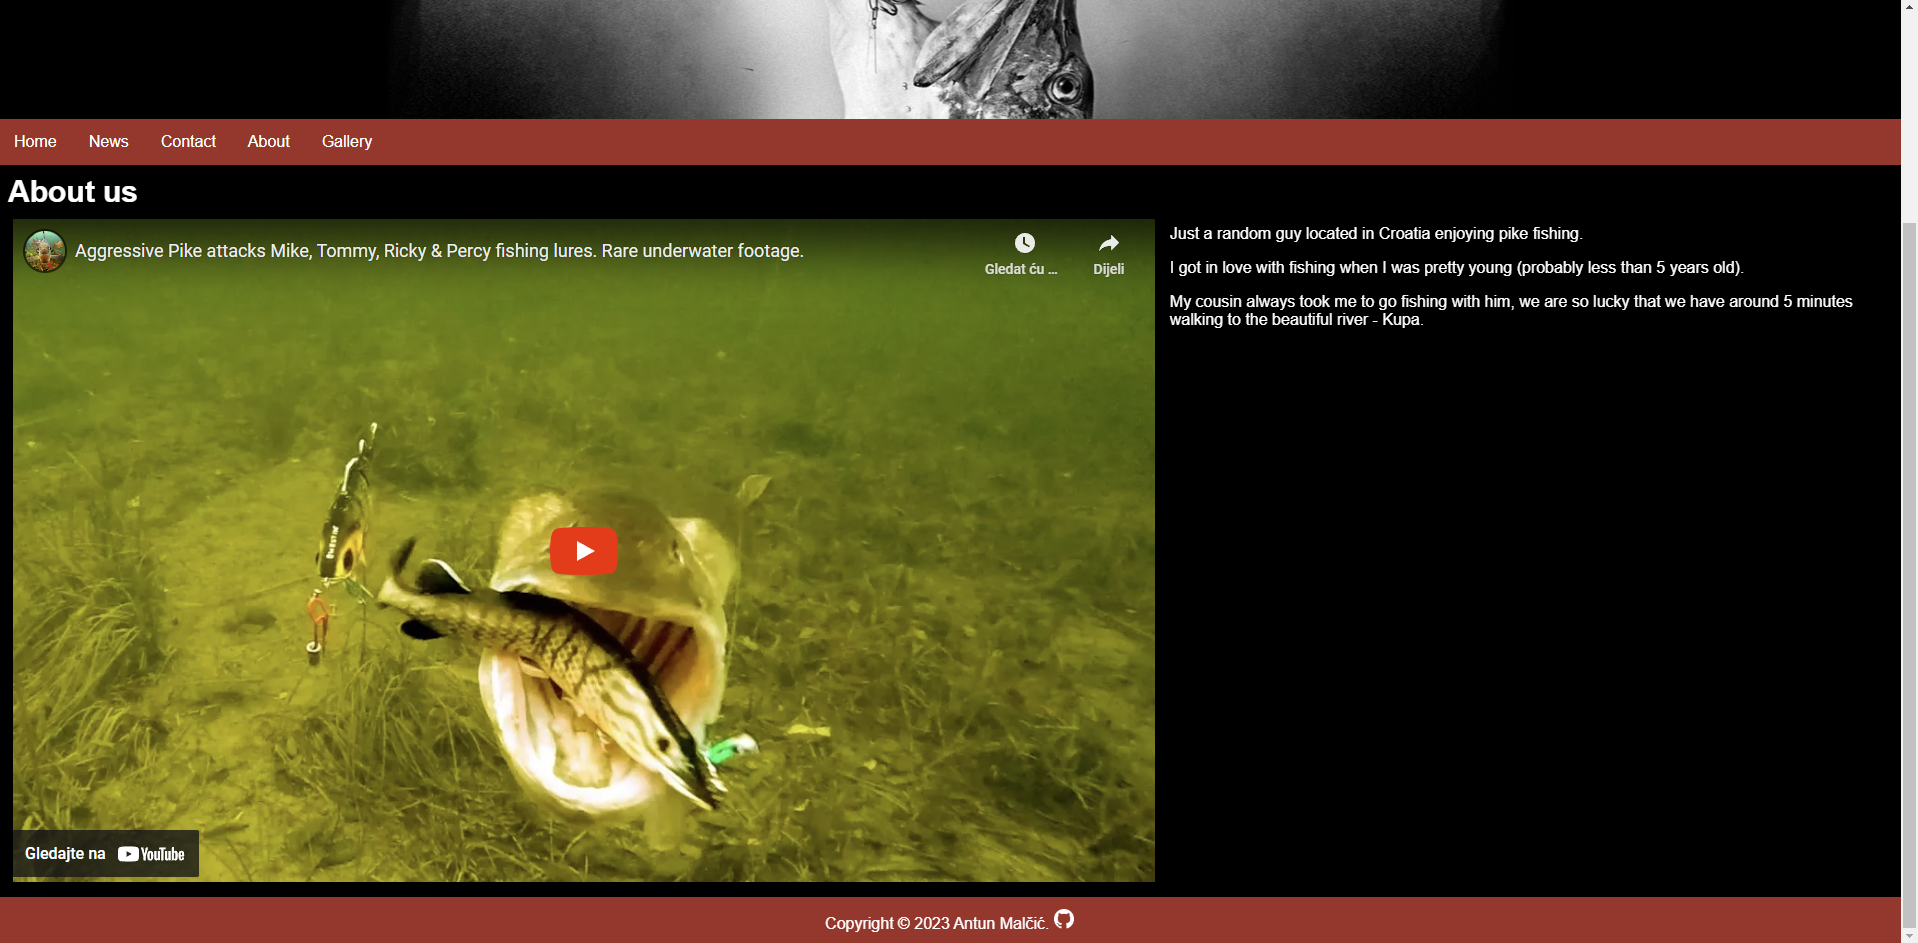 Home News Contact About Gallery
About us
Aggressive Pike attacks Mike, Tommy, Ricky & Percy fishing lures. Rare underwater footage.
Gledat ću ...
Dijeli
Gledajte na YouTube
Just a random guy located in Croatia enjoying pike fishing.
I got in love with fishing when I was pretty young (probably less than 5 years old).
My cousin always took me to go fishing with him, we are so lucky that we have around 5 minutes
walking to the beautiful river - Kupa.
Copyright © 2023 Antun Malčić.